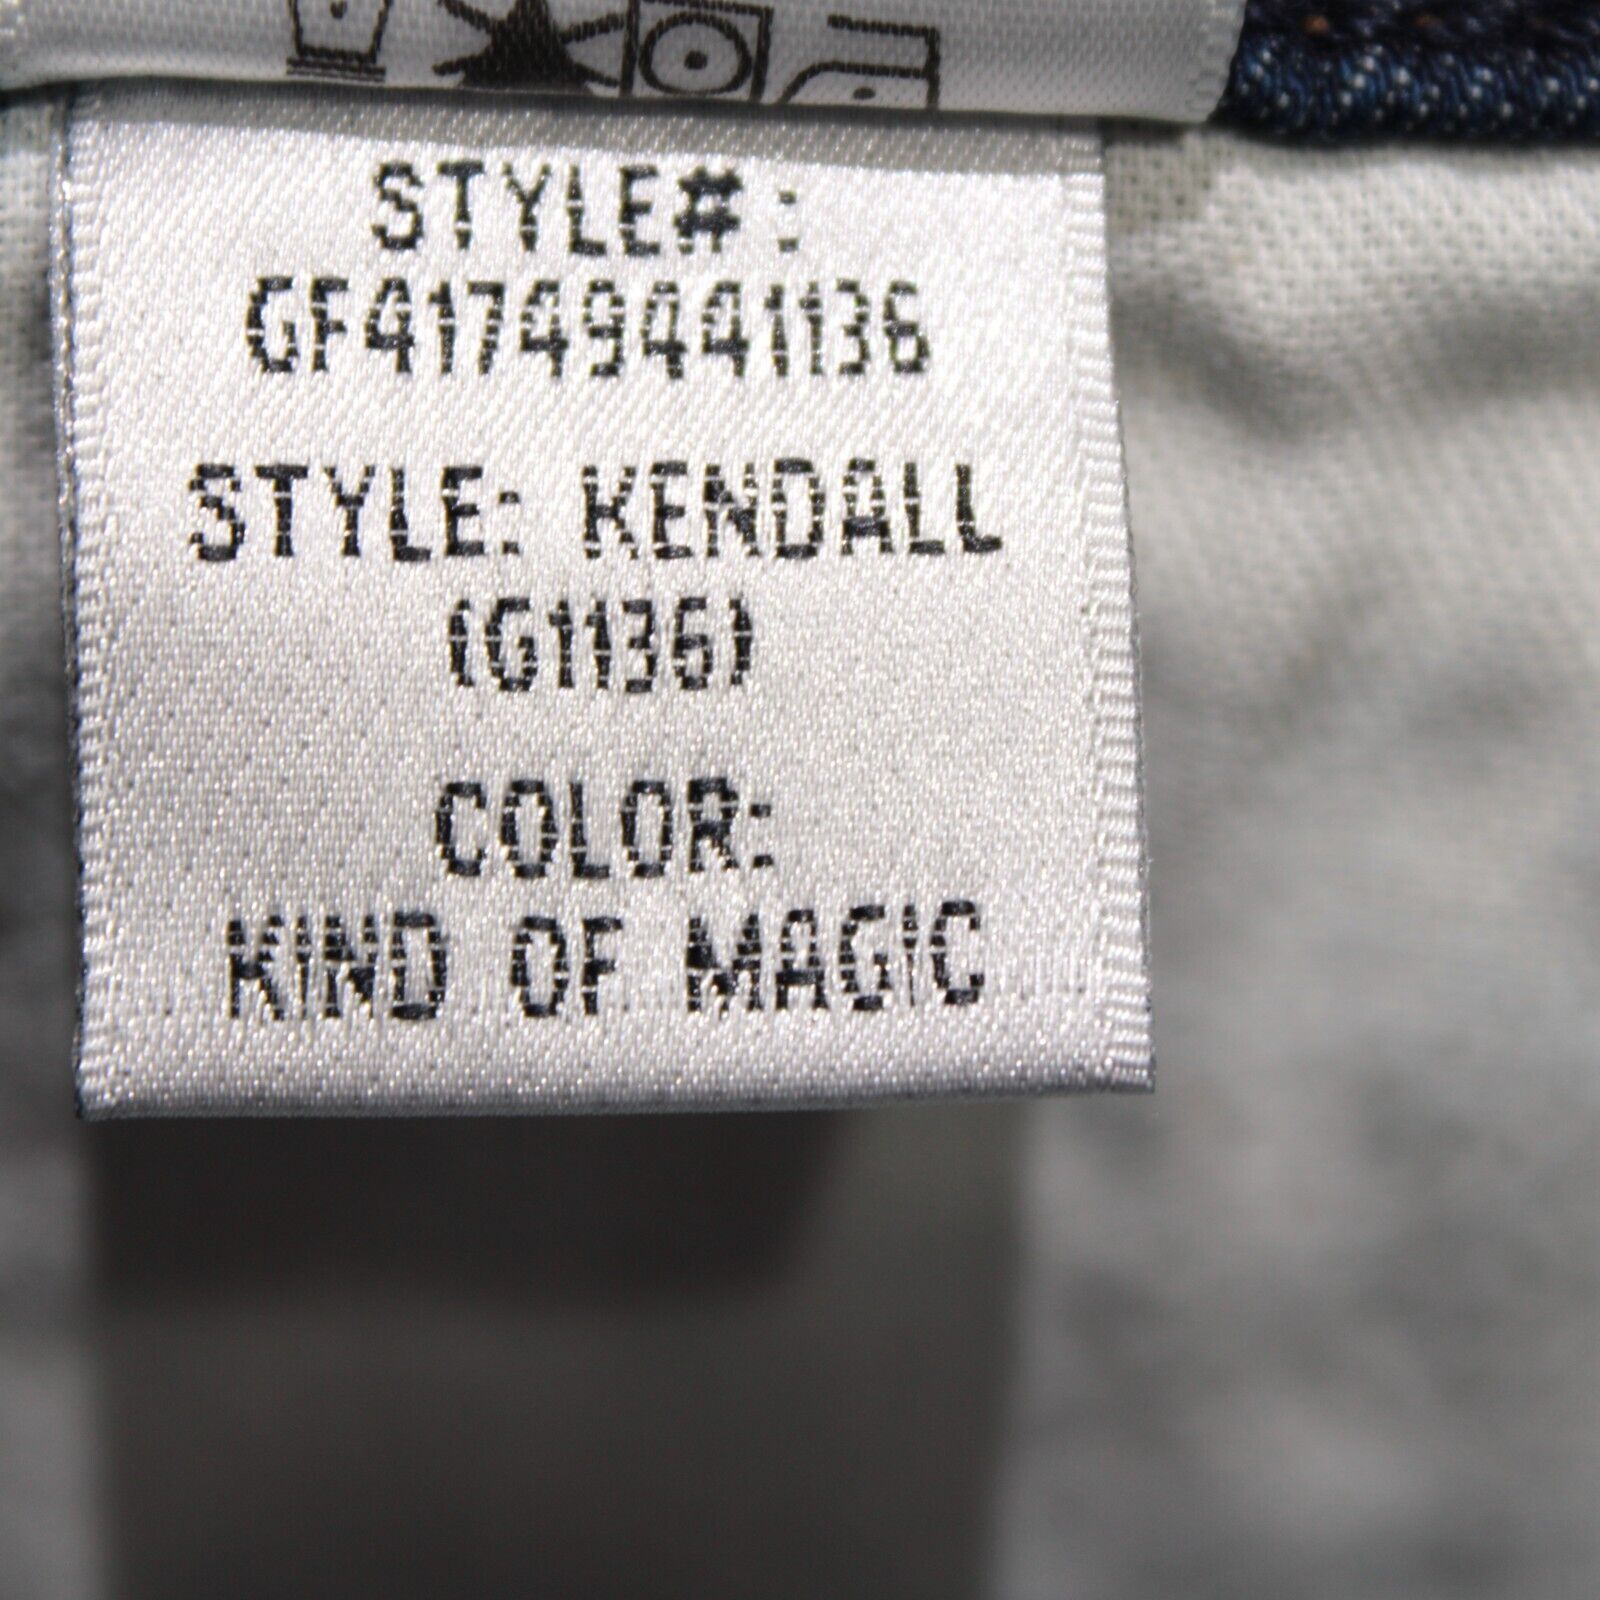 STYLE#:
GF41749441136
STYLE: KENDALL
(G1136)
COLOR:
KIND OF MAGIC